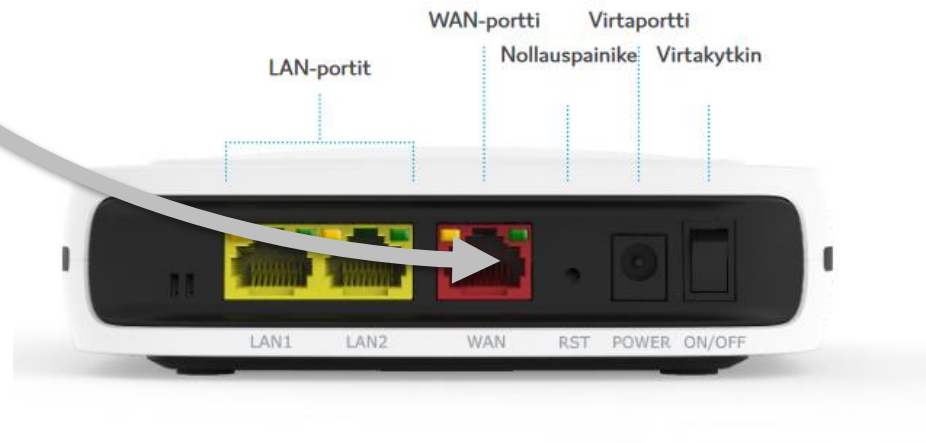 WAN-portti Virtaportti
Nollauspainike Virtakytkin
LAN-portit
LAN1 LAN2 WAN RST POWER ON/OFF